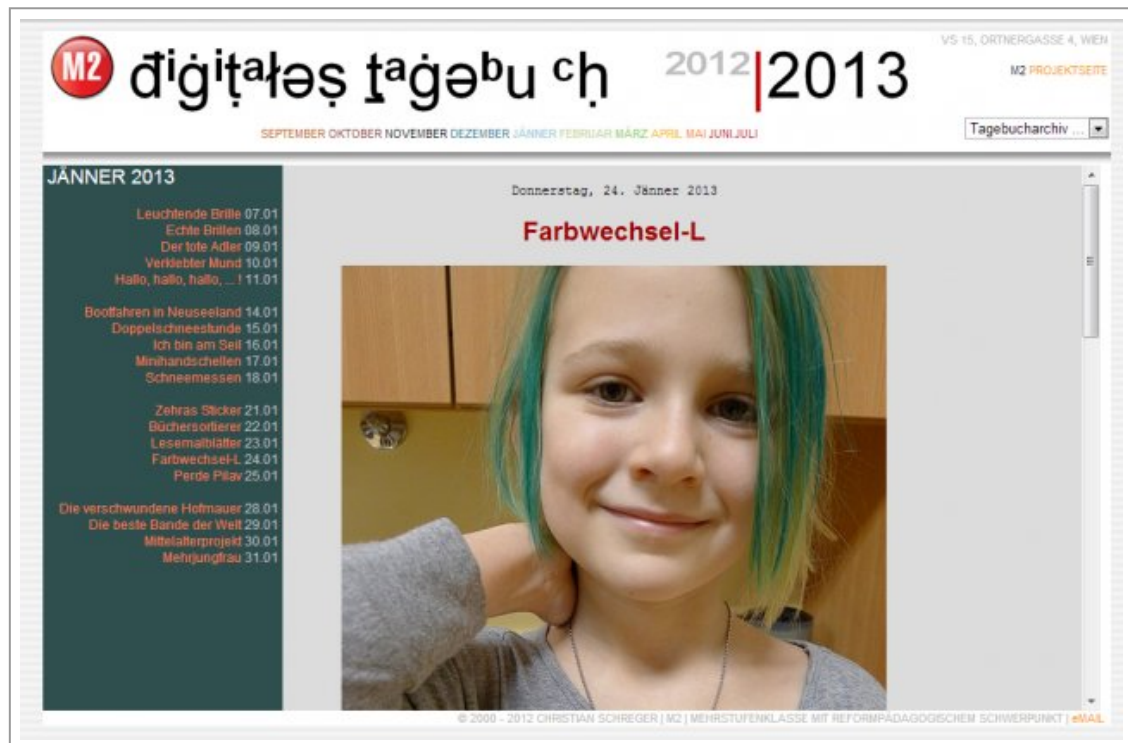 VS 15, ORTNERGASSE 4, WIEN
M2 điġiṭałəṣ ṯaġəbu cḥ 2012|2013
M2 PROJEKTSEITE
SEPTEMBER OKTOBER NOVEMBER DEZEMBER JÄNNER FEBRUAR MÄRZ APRIL MAI JUNI JULI
Tagebucharchiv ...
JÄNNER 2013
Leuchtende Brille 07.01
Echte Brillen 08.01
Der tote Adler 09.01
Verklebter Mund 10.01
Hallo, hallo, hallo, ... ! 11.01
Bootfahren in Neuseeland 14.01
Doppelschneestunde 15.01
Ich bin am Seil 16.01
Minihandschellen 17.01
Schneemessen 18.01
Zehras Sticker 21.01
Büchersortierer 22.01
Lesemalblätter 23.01
Farbwechsel-L 24.01
Perde Pilav 25.01
Die verschwundene Hofmauer 28.01
Die beste Bande der Welt 29.01
Mittelalterprojekt 30.01
Mehrjungfrau 31.01
Donnerstag, 24. Jänner 2013
Farbwechsel-L
© 2000 - 2012 CHRISTIAN SCHREGER | M2 | MEHRSTUFENKLASSE MIT REFORMPÄDAGOGISCHEM SCHWERPUNKT | eMAIL